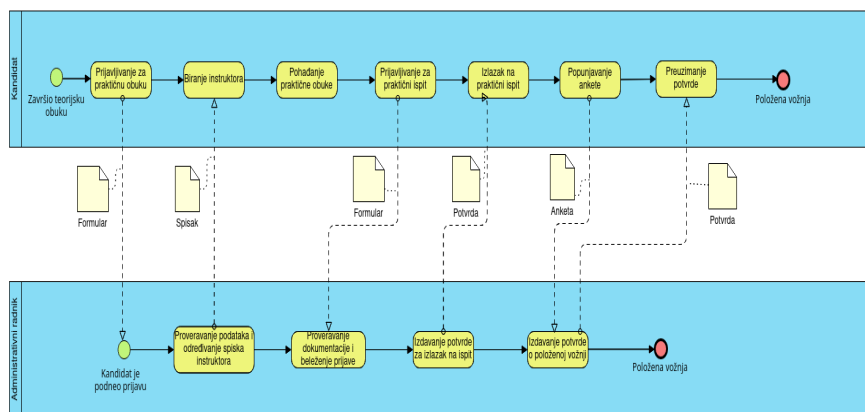 Kandidat
Završio teorijsku
obuku
Prijavljivanje za
praktičnu obuku
Biranje instruktora
Pohađanje
praktične obuke
Prijavljivanje za
praktični ispit
Izlazak na
praktični ispit
Popunjavanje
ankete
Preuzimanje
potvrde
Položena vožnja
Formular
Spisak
Formular
Potvrda
Anketa
Potvrda
Administrativni radnik
Kandidat je
podneo prijavu
Proveravanje podataka i
određivanje spiska
instruktora
Proveravanje
dokumentacije i
beleženje prijave
Izdavanje potvrde
za izlazak na ispit
Izdavanje potvrde
o položenoj vožnji
Položena vožnja